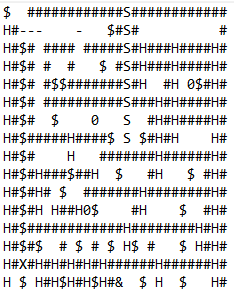 $  ############S############
H#---   -   $#S#          #
H#$# #### #####S#H###H####H#
H#$# #  #   $ #S#H###H####H#
H#$# #$$#######S#H  #H 0$#H#
H#$# ##########S###H#H####H#
H#$#  $    0   S  #H#H####H#
H#$#####H####$ S $#H#H    H#
H#$#    H   #######H######H#
H#$#H###$##H  $   #H   $ #H#
H#$#H# $  #######H########H#
H#$#H H##H0$    #H    $  #H#
H#$############H########H#H#
H#$#$  # $ # $ H$ #   $ H#H#
H#X#H#H#H#H#H######H######H#
H $ H#H$H#H$H#&  $ H $   H#